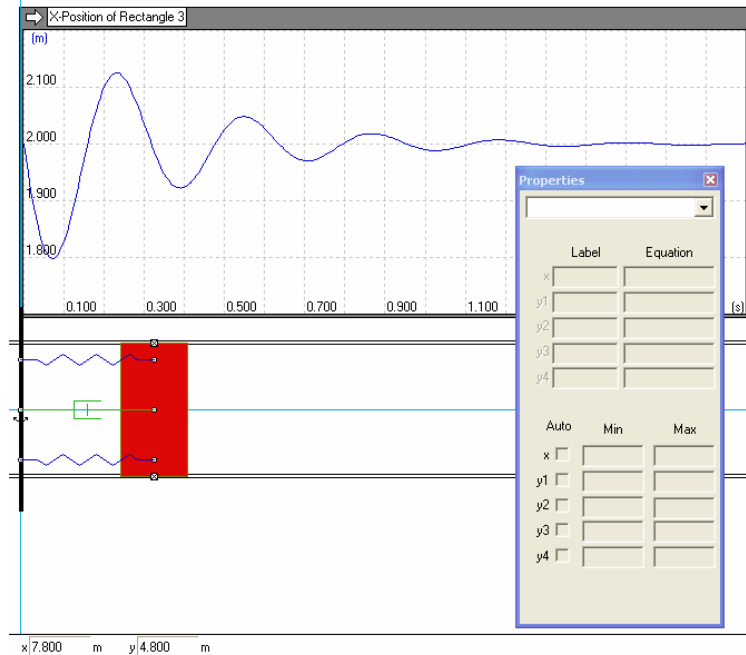 X-Position of Rectangle 3
(m)
2.100
2.000
1.900
1.800
0.100 0.300 0.500 0.700 0.900 1.100 (s)
Properties
Label Equation
x
y1
y2
y3
y4
Auto Min Max
x
y1
y2
y3
y4
x 7.800 m y 4.800 m